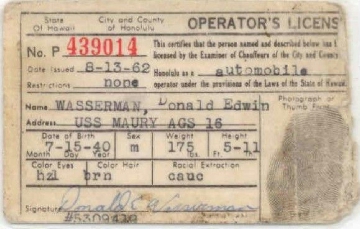 State City and County OPERATOR'S LICENS
Of Hawaii of Honolulu
No. P 439014 This certifies that the person named and described below has
licensed by the Examiner of Chauffeurs of the City and County
Date Issued 8-13-62 Honolulu as a automobile
Restrictions none operator under provisions of the Laws of the State of Hawaii
Photograph or
Thumb
Name WASSERMAN, Donald Edwin
Address USS MAURY AGS 16
Date of Birth Sex Weight Height
7-15-40 m 175 5-11
Month Day Year Lbs. Ft. In.
Color Eyes Color Hair Racial Extraction
hzl brn cauc
Signature Donald E Wasserman